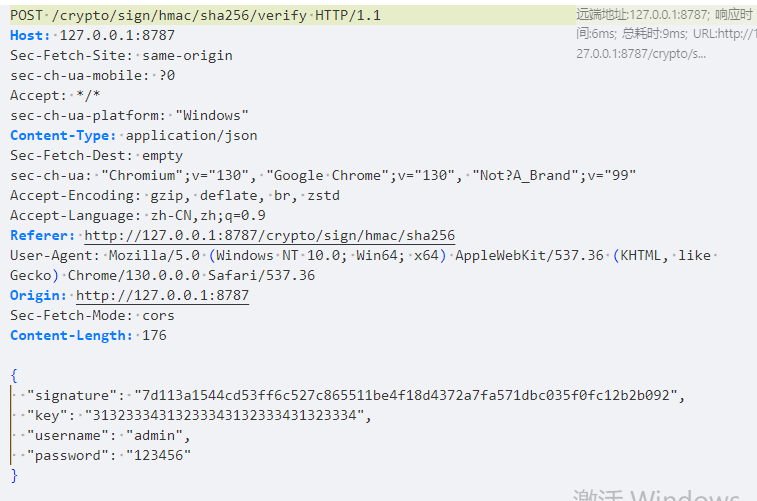 POST /crypto/sign/hmac/sha256/verify HTTP/1.1
远端地址:127.0.0.1:8787; 响应时
间:6ms; 总耗时:9ms; URL:http://1
27.0.0.1:8787/crypto/s...
Host: 127.0.0.1:8787
Sec-Fetch-Site: same-origin
sec-ch-ua-mobile: ?0
Accept: */*
sec-ch-ua-platform: "Windows"
Content-Type: application/json
Sec-Fetch-Dest: empty
sec-ch-ua: "Chromium";v="130", "Google Chrome";v="130", "Not?A_Brand";v="99"
Accept-Encoding: gzip, deflate, br, zstd
Accept-Language: zh-CN,zh;q=0.9
Referer: http://127.0.0.1:8787/crypto/sign/hmac/sha256
User-Agent: Mozilla/5.0 (Windows NT 10.0; Win64; x64) AppleWebKit/537.36 (KHTML, like
Gecko) Chrome/130.0.0.0 Safari/537.36
Origin: http://127.0.0.1:8787
Sec-Fetch-Mode: cors
Content-Length: 176
{
"signature": "7d113a1544cd53ff6c527c865511be4f18d4372a7fa571dbc035f0fc12b2b092",
"key": "31323334313233343132333431323334",
"username": "admin",
"password": "123456"
}
激活 Windows